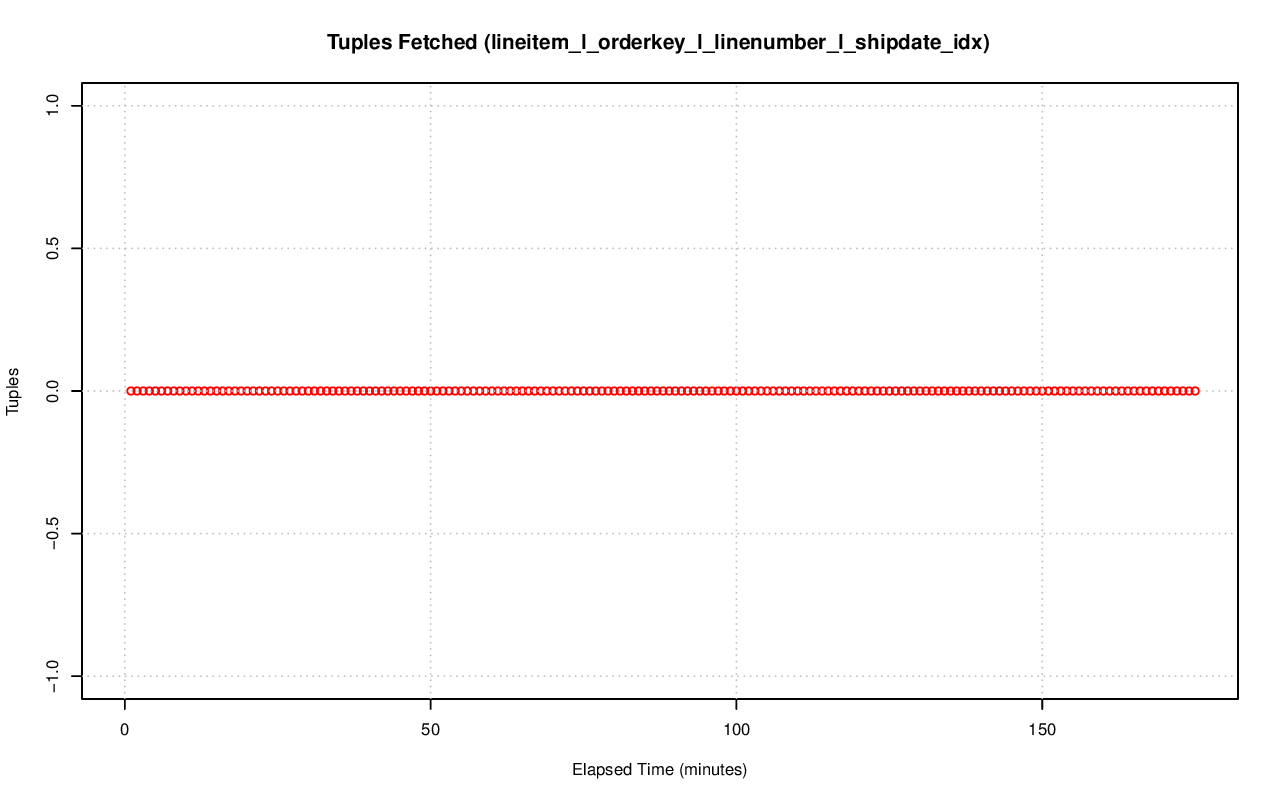 Tuples Fetched (lineitem_l_orderkey_l_linenumber_l_shipdate_idx)
1.0
0.5
0.0
−0.5
−1.0
Tuples
0 50 100 150
Elapsed Time (minutes)